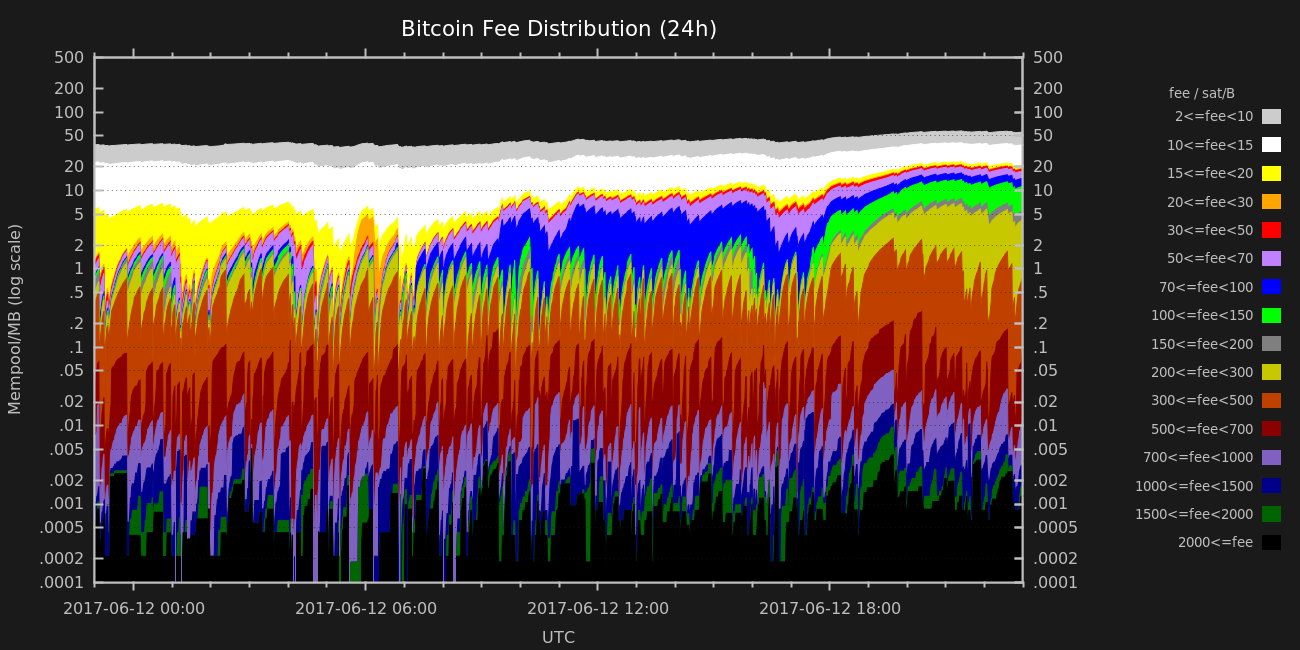 Bitcoin Fee Distribution (24h)
500
200
100
50
20
10
5
2
1
.5
.2
.1
.05
.02
.01
.005
.002
.001
.0005
.0002
.0001
Mempool/MB (log scale)
500
200
100
50
20
10
5
2
1
.5
.2
.1
.05
.02
.01
.005
.002
.001
.0005
.0002
.0001
2017-06-12 00:00
2017-06-12 06:00
2017-06-12 12:00
2017-06-12 18:00
UTC
fee / sat/B
2<=fee<10
10<=fee<15
15<=fee<20
20<=fee<30
30<=fee<50
50<=fee<70
70<=fee<100
100<=fee<150
150<=fee<200
200<=fee<300
300<=fee<500
500<=fee<700
700<=fee<1000
1000<=fee<1500
1500<=fee<2000
2000<=fee